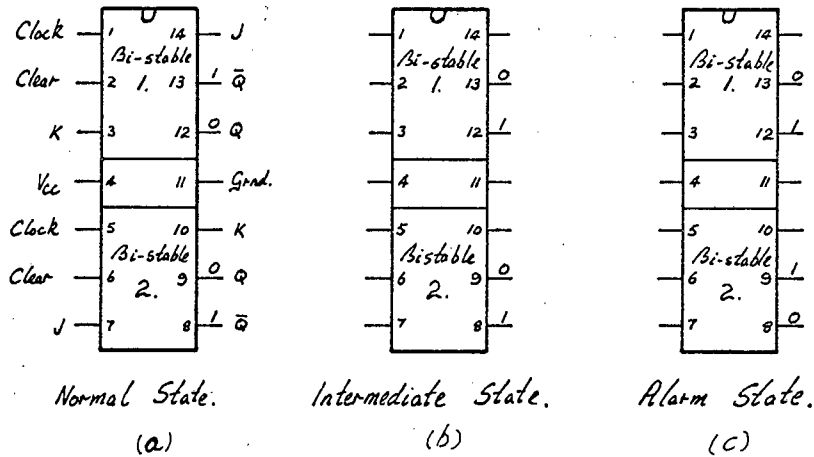 Clock 1 14 J 1 14 1 14
Bi-stable Bi-stable Bi-stable
Clear 2 1. 13 1 Q̅ 2 1. 13 0 2 1. 13 0
K 3 12 0 Q 3 12 1 3 12 1
Vcc 4 11 Grnd. 4 11 4 11
Clock 5 10 K 5 10 5 10
Bi-stable Bistable Bi-stable
Clear 6 2. 9 0 Q 6 2. 9 0 6 2. 9 1
J 7 8 1 Q̅ 7 8 1 7 8 0
Normal State. Intermediate State. Alarm State.
(a) (b) (c)